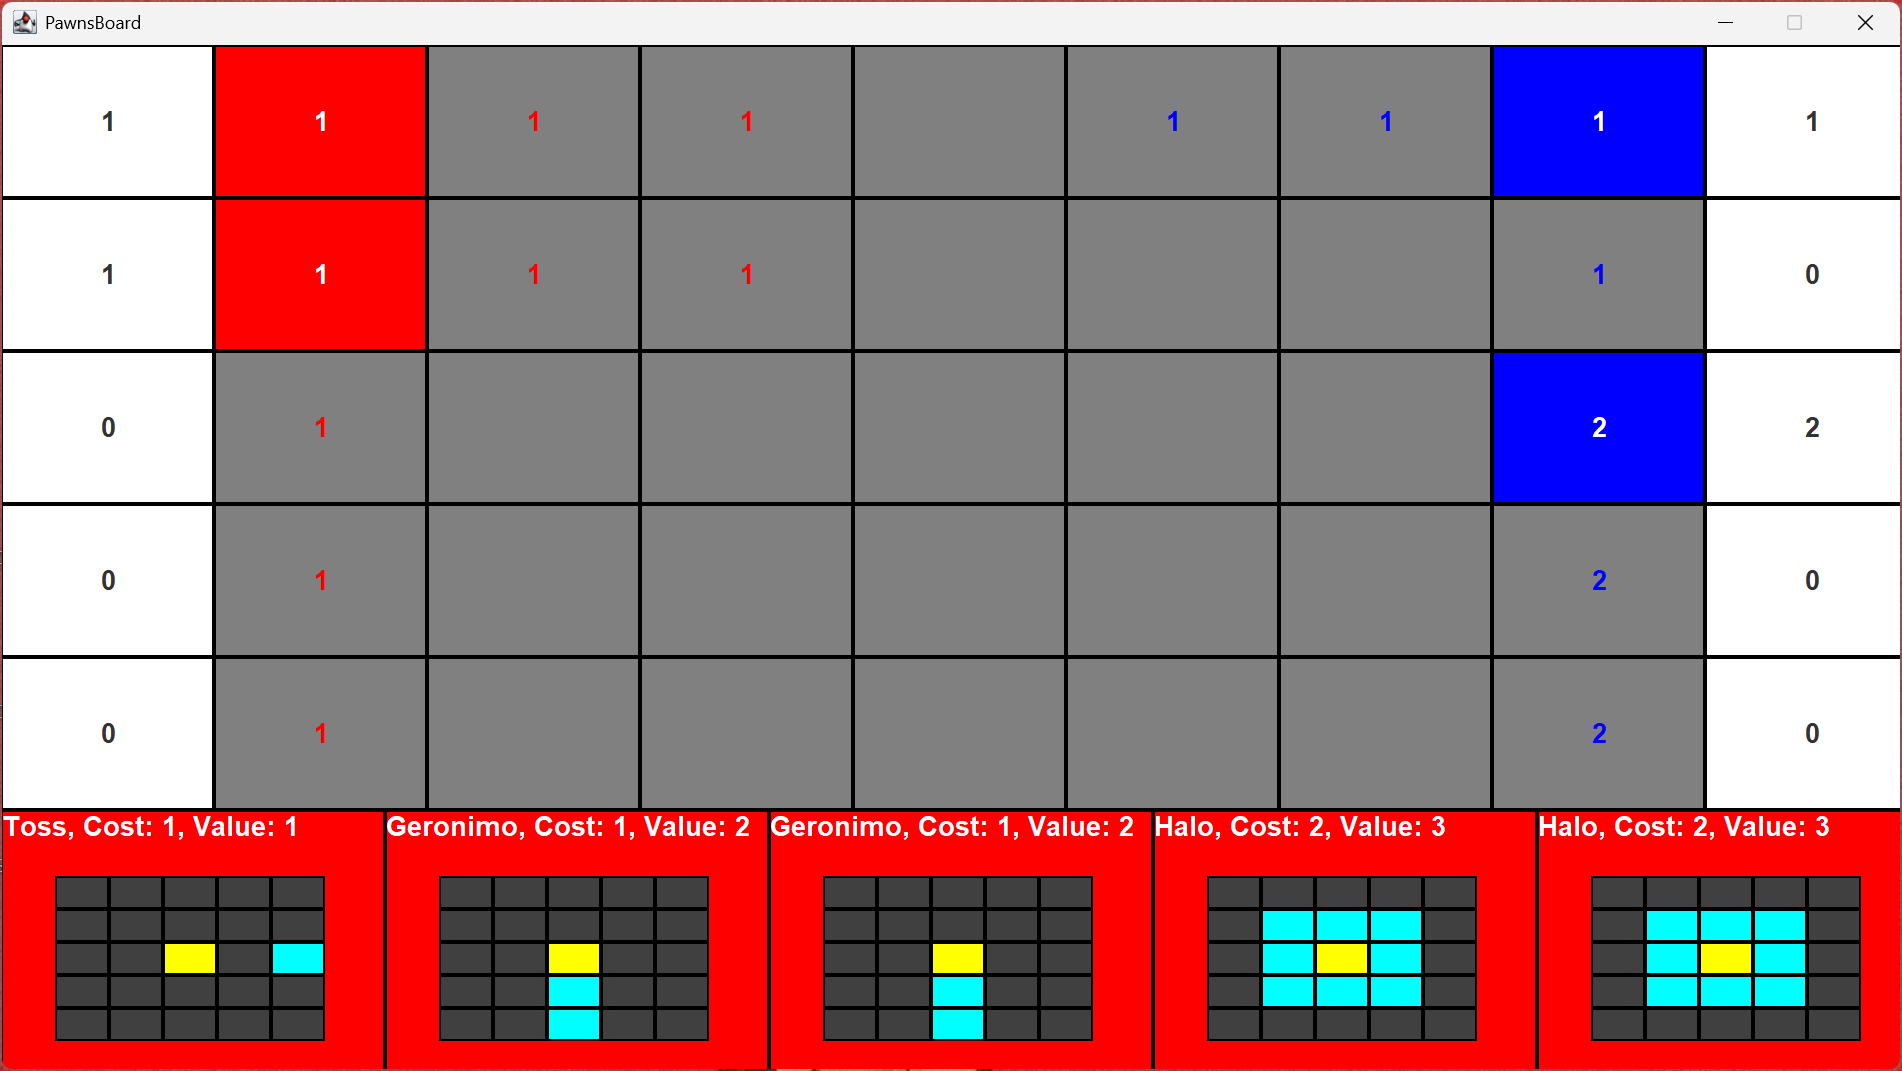 PawnsBoard
1 1 1 1 1 1 1 1
1 1 1 1 1 0
0 1 2 2
0 1 2 0
0 1 2 0
Toss, Cost: 1, Value: 1 Geronimo, Cost: 1, Value: 2 Geronimo, Cost: 1, Value: 2 Halo, Cost: 2, Value: 3 Halo, Cost: 2, Value: 3